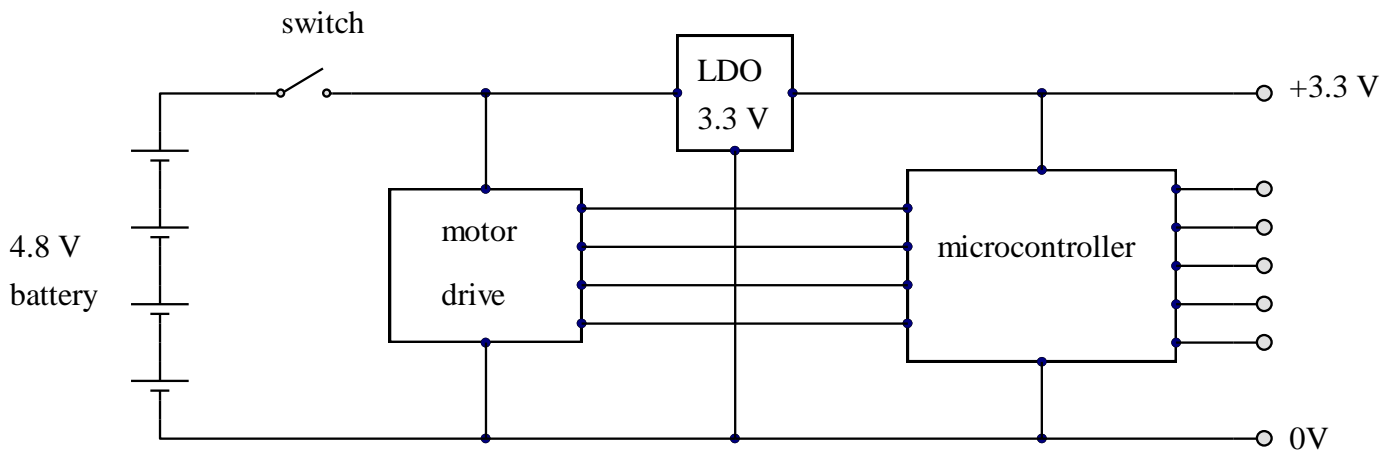 switch
LDO
3.3 V
+3.3 V
motor
drive
microcontroller
4.8 V
battery
0V